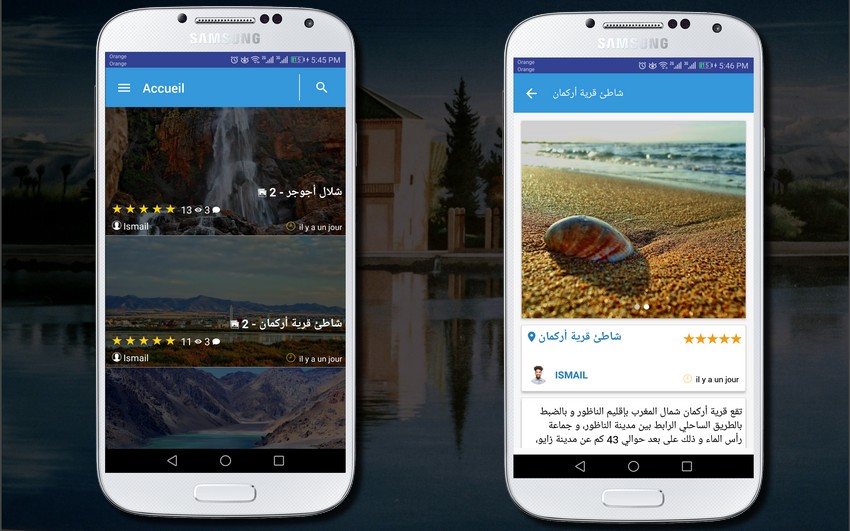 SAMSUNG
Orange
Orange
5:45 PM
Accueil
شلال أجوجر - 2
13 3
Ismail
il y a un jour
شاطئ قرية أركمان - 2
11 3
Ismail
il y a un jour
SAMSUNG
Orange
Orange
5:46 PM
شاطئ قرية أركمان
شاطئ قرية أركمان
ISMAIL
il y a un jour
تقع قرية أركمان شمال المغرب بإقليم الناظور و بالضبط
بالطريق الساحلي الرابط بين مدينة الناظور، و جماعة
رأس الماء و ذلك على بعد حوالي 43 كم عن مدينة زايو،